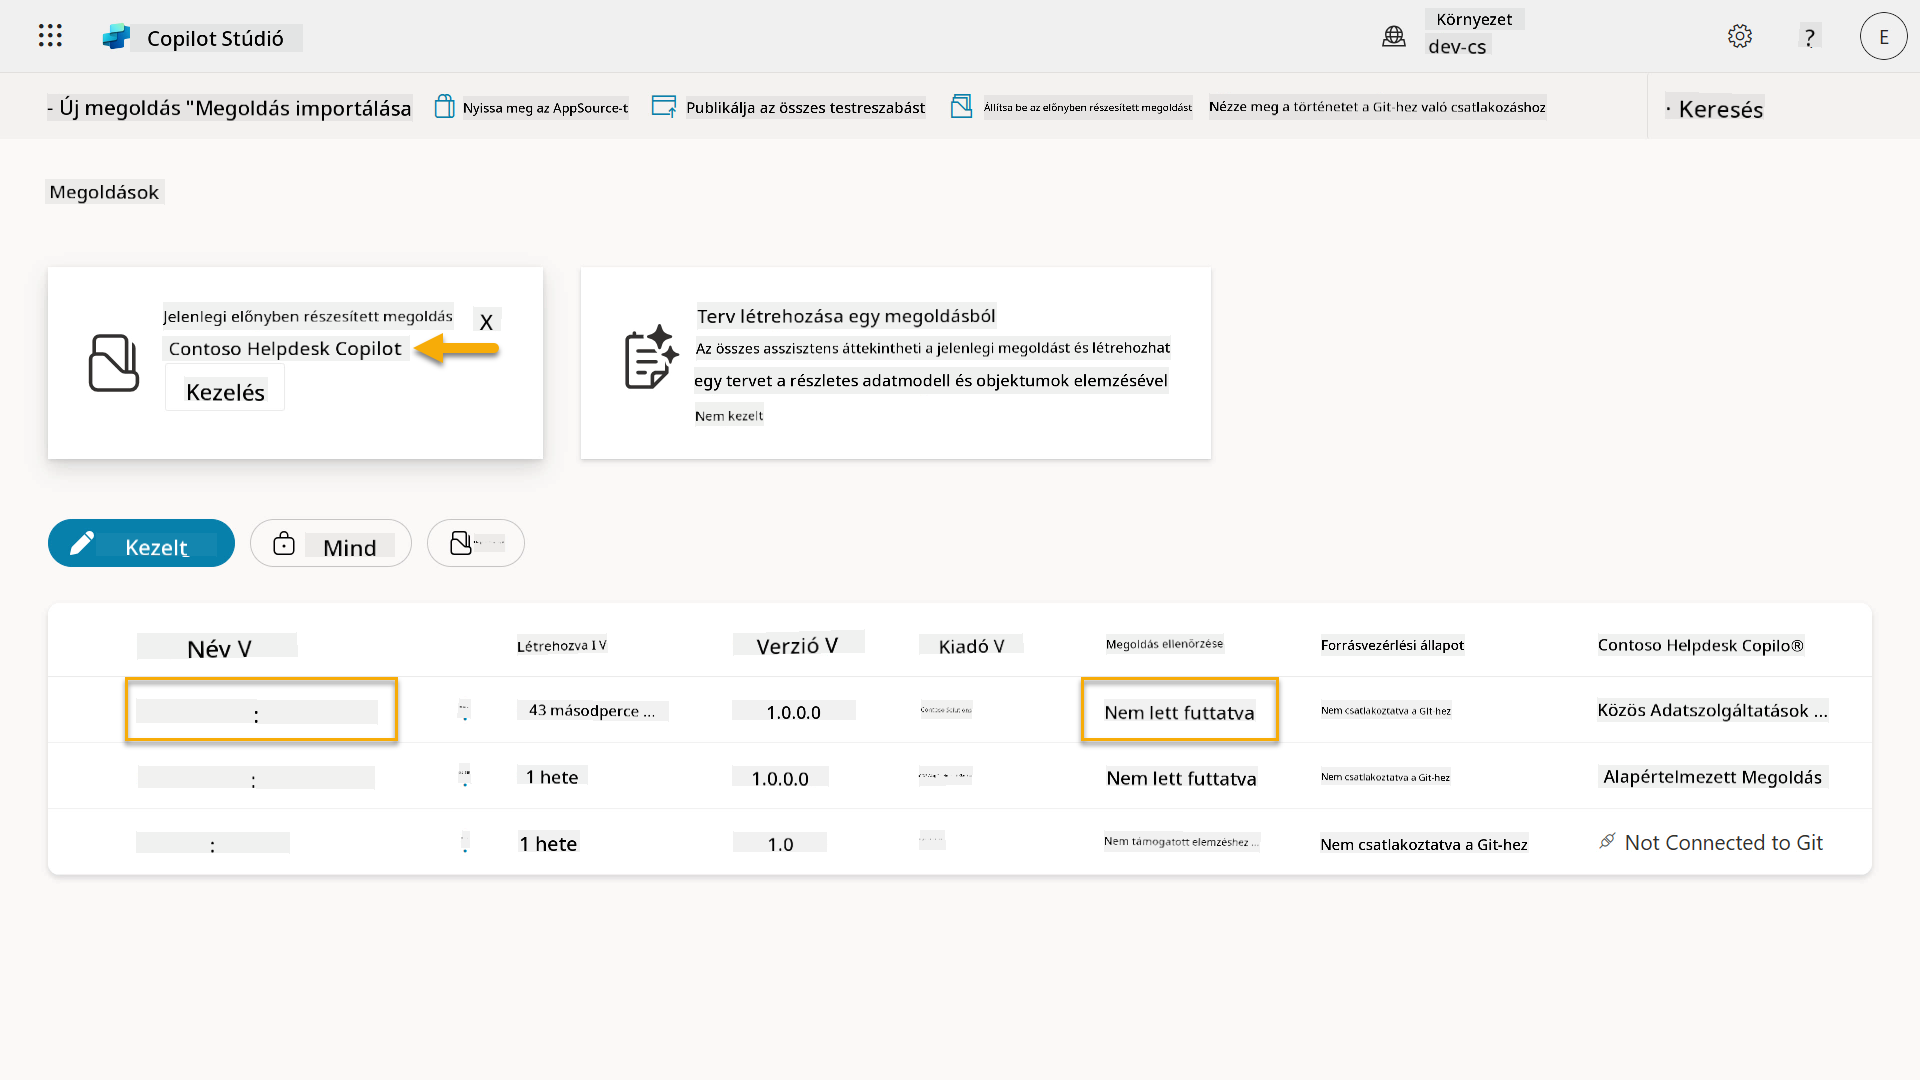 Copilot Stúdió
Környezet
dev-cs
?
E
- Új megoldás "Megoldás importálása
Nyissa meg az AppSource-t
Publikálja az összes testreszabást
Állítsa be az előnyben részesített megoldást
Nézze meg a történetet a Git-hez való csatlakozáshoz
· Keresés
Megoldások
Jelenlegi előnyben részesített megoldás
X
Contoso Helpdesk Copilot
Kezelés
Terv létrehozása egy megoldásból
Az összes asszisztens áttekintheti a jelenlegi megoldást és létrehozhat
egy tervet a részletes adatmodell és objektumok elemzésével
Nem kezelt
Kezelt
Mind
Név V
Létrehozva I V
Verzió V
Kiadó V
Megoldás ellenőrzése
Forrásvezérlési állapot
Contoso Helpdesk Copilo®
:
43 másodperce ...
1.0.0.0
Contoso Solutions
Nem lett futtatva
Nem csatlakoztatva a Git-hez
Közös Adatszolgáltatások ...
:
1 hete
1.0.0.0
Nem lett futtatva
Nem csatlakoztatva a Git-hez
Alapértelmezett Megoldás
:
1 hete
1.0
Nem támogatott elemzéshez ...
Nem csatlakoztatva a Git-hez
Not Connected to Git